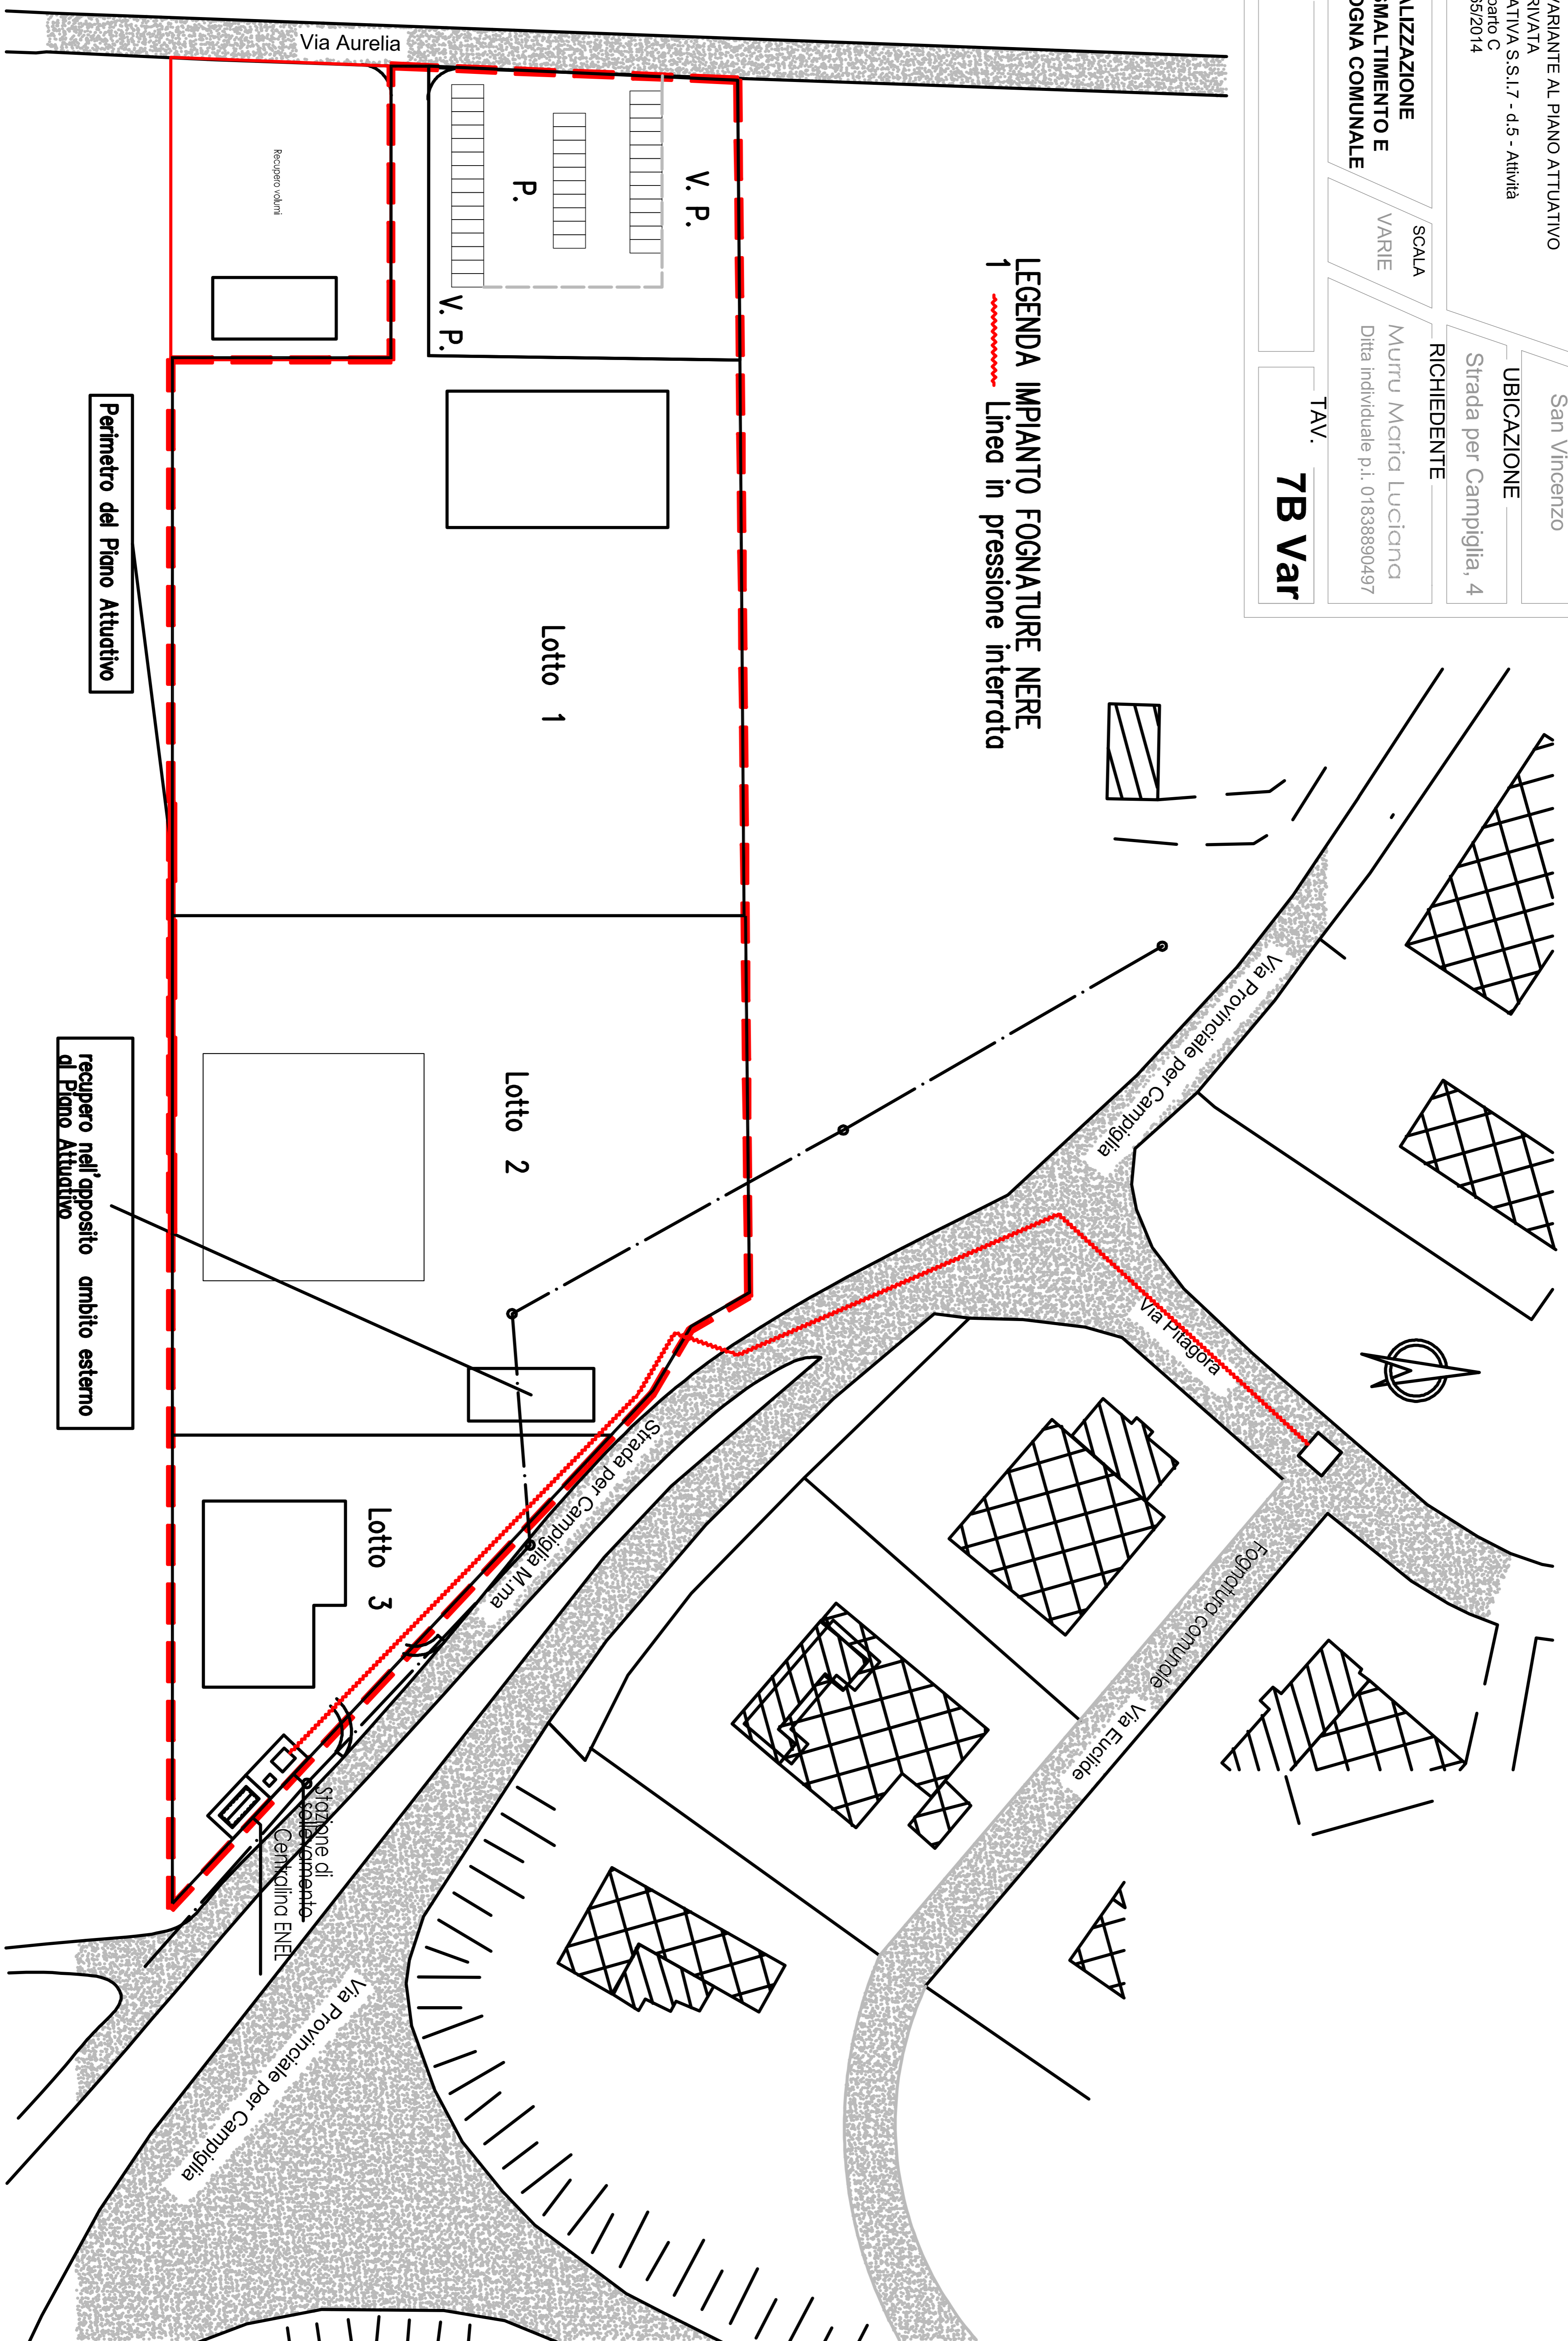 VARIANTE AL PIANO ATTUATIVO
ATIVA S.S.I.7 - d.5 - Attività
parto C
65/2014
San Vincenzo
UBICAZIONE
Strada per Campiglia, 4
ALIZZAZIONE
SMALTIMENTO E
OGNA COMUNALE
SCALA
VARIE
RICHIEDENTE
Murru Maria Luciana
Ditta individuale p.i. 01838890497
TAV.
7B Var
LEGENDA IMPIANTO FOGNATURE NERE
1 Linea in pressione interrata
Via Aurelia
V. P.
P.
V. P.
Recupero volumi
Perimetro del Piano Attuativo
Lotto 1
Lotto 2
Lotto 3
recupero nell'apposito ambito esterno
al Piano Attuativo
Via Provinciale per Campiglia
Via Pitagora
Strada per Campiglia M.ma
Fognatura comunale
Via Euclide
Stazione di
sollevamento
Centralina ENEL
Via Provinciale per Campiglia